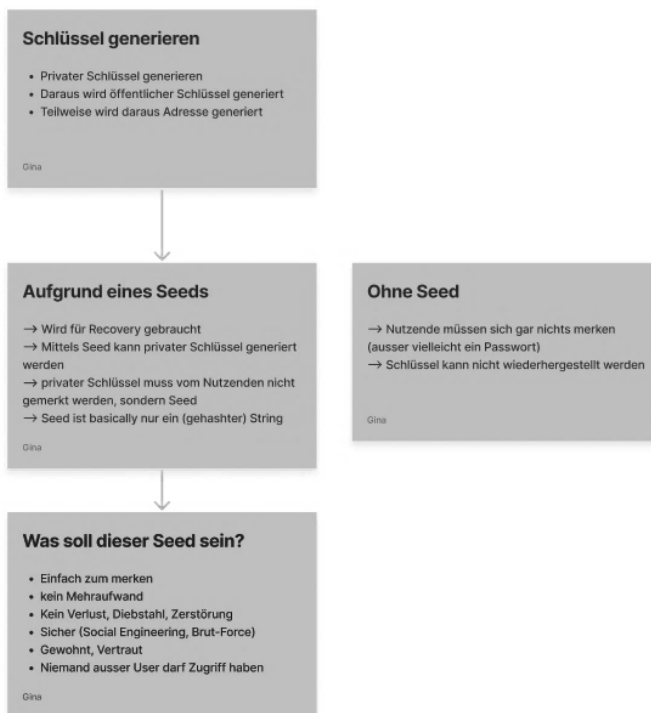 Schlüssel generieren
• Privater Schlüssel generieren
• Daraus wird öffentlicher Schlüssel generiert
• Teilweise wird daraus Adresse generiert
Gina
Aufgrund eines Seeds
→ Wird für Recovery gebraucht
→ Mittels Seed kann privater Schlüssel generiert
werden
→ privater Schlüssel muss vom Nutzenden nicht
gemerkt werden, sondern Seed
→ Seed ist basically nur ein (gehashter) String
Gina
Ohne Seed
→ Nutzende müssen sich gar nichts merken
(ausser vielleicht ein Passwort)
→ Schlüssel kann nicht wiederhergestellt werden
Gina
Was soll dieser Seed sein?
• Einfach zum merken
• kein Mehraufwand
• Kein Verlust, Diebstahl, Zerstörung
• Sicher (Social Engineering, Brut-Force)
• Gewohnt, Vertraut
• Niemand ausser User darf Zugriff haben
Gina